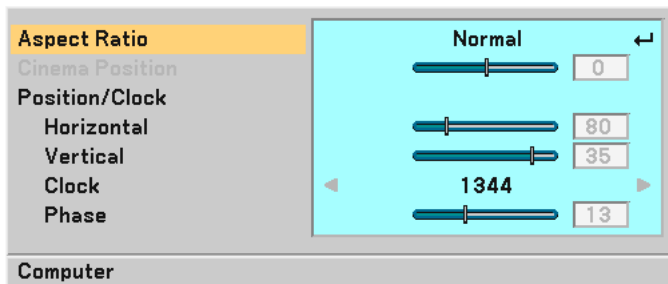 Aspect Ratio Normal
Cinema Position 0
Position/Clock
Horizontal 80
Vertical 35
Clock 1344
Phase 13
Computer